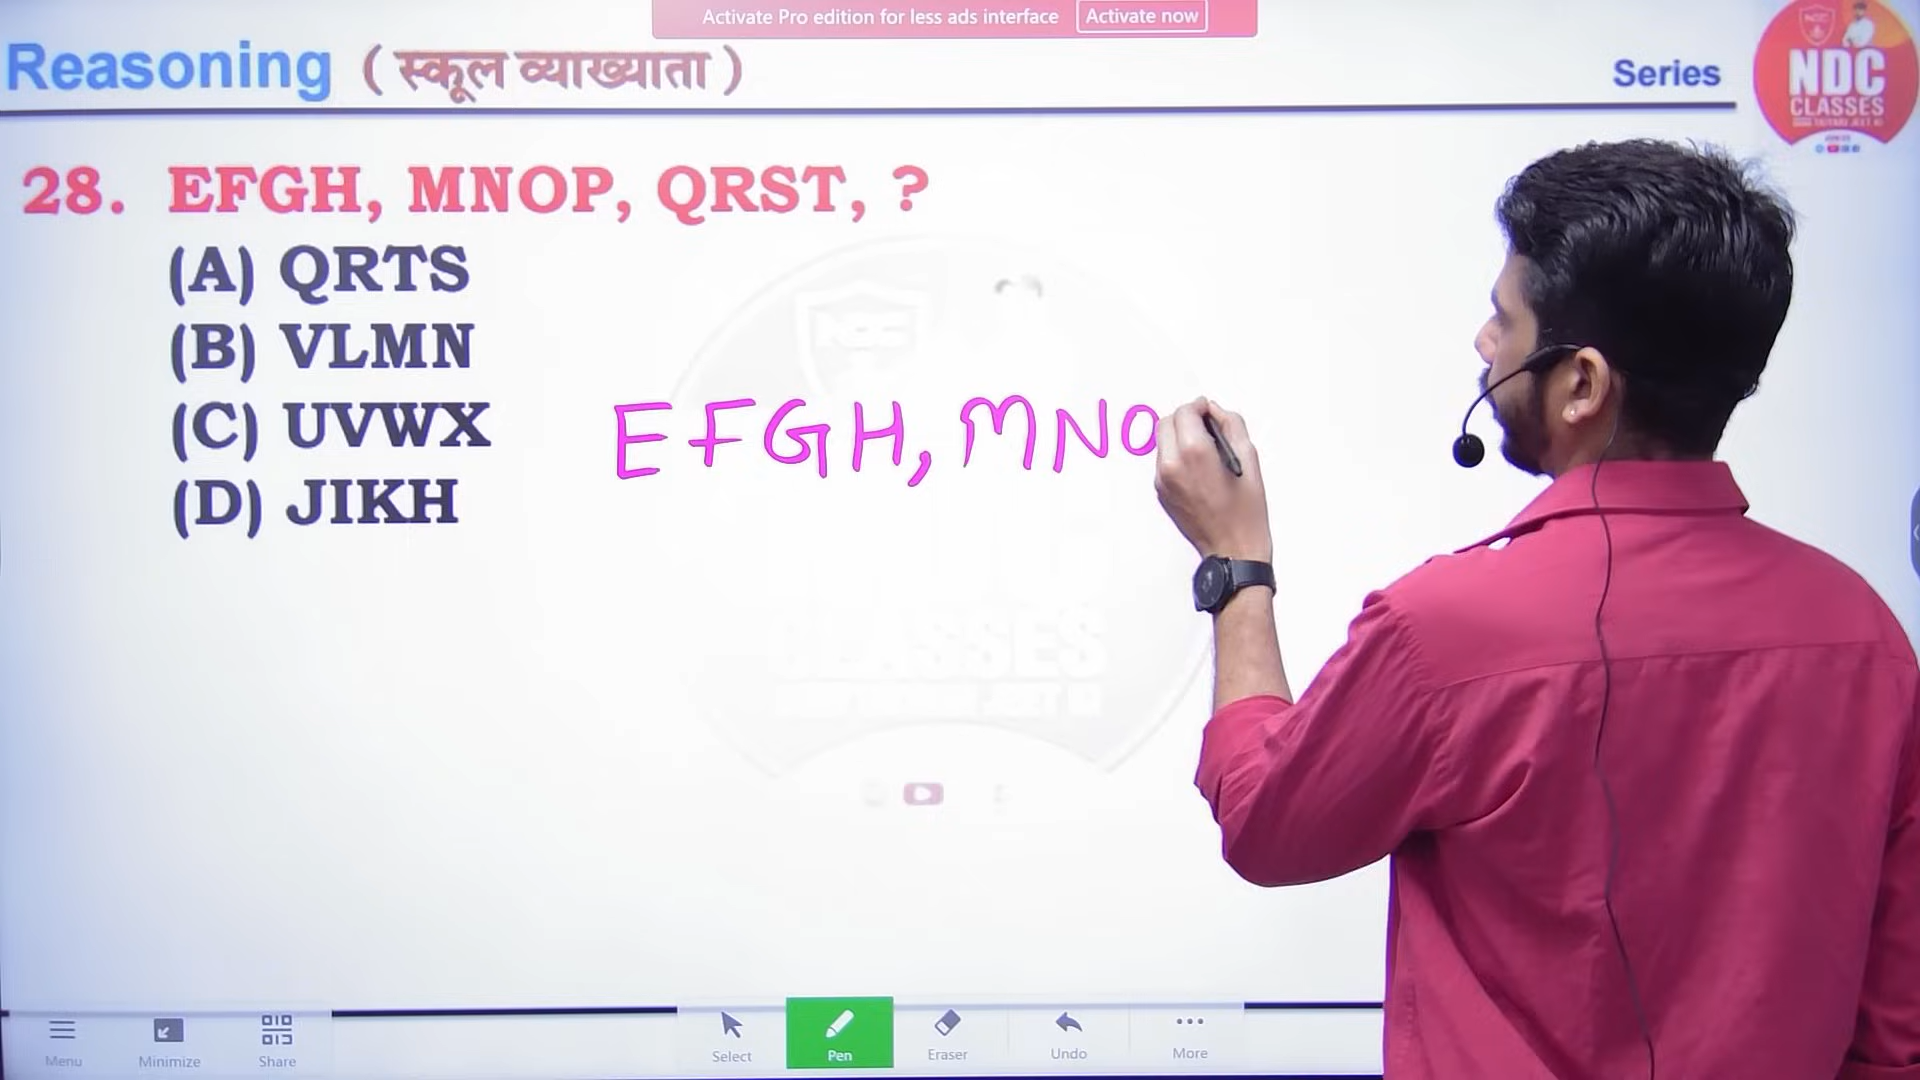 Activate Pro edition for less ads interface Activate now
Reasoning ( स्कूल व्याख्याता )
Series
NDC
CLASSES
28. EFGH, MNOP, QRST, ?
(A) QRTS
(B) VLMN
(C) UVWX
(D) JIKH
EFGH, MNO
CLASSES
Menu Minimize Share Select Pen Eraser Undo More